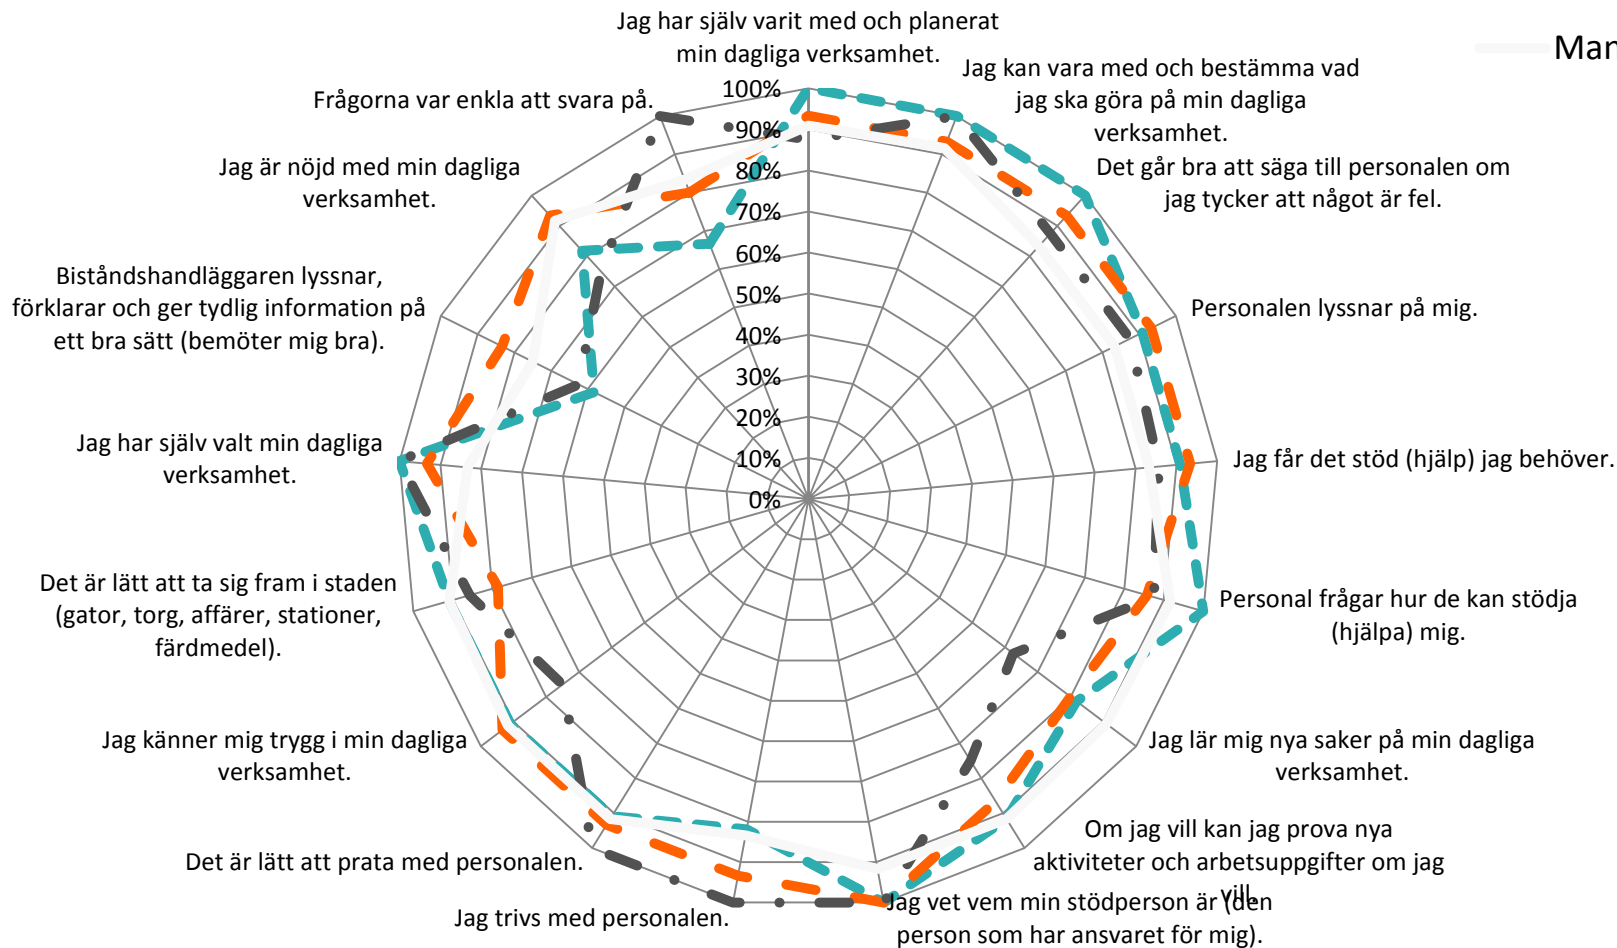 Jag har själv varit med och planerat
min dagliga verksamhet.
Man
Jag kan vara med och bestämma vad
jag ska göra på min dagliga
verksamhet.
Det går bra att säga till personalen om
jag tycker att något är fel.
Personalen lyssnar på mig.
Jag får det stöd (hjälp) jag behöver.
Personal frågar hur de kan stödja
(hjälpa) mig.
Jag lär mig nya saker på min dagliga
verksamhet.
Om jag vill kan jag prova nya
aktiviteter och arbetsuppgifter om jag
vill.
Jag vet vem min stödperson är (den
person som har ansvaret för mig).
Jag trivs med personalen.
Det är lätt att prata med personalen.
Jag känner mig trygg i min dagliga
verksamhet.
Det är lätt att ta sig fram i staden
(gator, torg, affärer, stationer,
färdmedel).
Jag har själv valt min dagliga
verksamhet.
Biståndshandläggaren lyssnar,
förklarar och ger tydlig information på
ett bra sätt (bemöter mig bra).
Jag är nöjd med min dagliga
verksamhet.
Frågorna var enkla att svara på.
100%
90%
80%
70%
60%
50%
40%
30%
20%
10%
0%